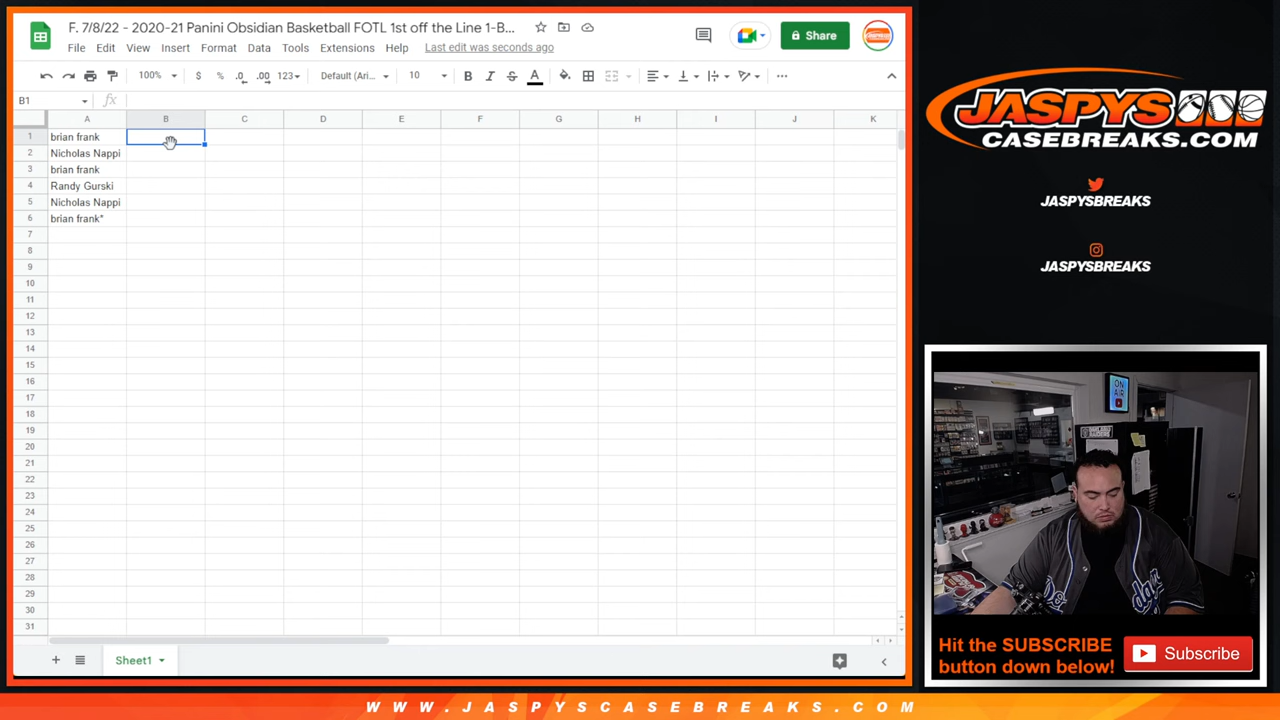 F. 7/8/22 - 2020-21 Panini Obsidian Basketball FOTL 1st off the Line 1-B...
File Edit View Insert Format Data Tools Extensions Help Last edit was seconds ago
Share
100% $ % .0 .00 123 Default (Ari... 10 B I S A
B1 fx
A B C D E F G H I J K
1 brian frank
2 Nicholas Nappi
3 brian frank
4 Randy Gurski
5 Nicholas Nappi
6 brian frank*
7
8
9
10
11
12
13
14
15
16
17
18
19
20
21
22
23
24
25
26
27
28
29
30
31
Sheet1
JASPYS
CASEBREAKS.COM
JASPYSBREAKS
JASPYSBREAKS
ON AIR
Hit the SUBSCRIBE
button down below!
Subscribe
WWW.JASPYSCASEBREAKS.COM